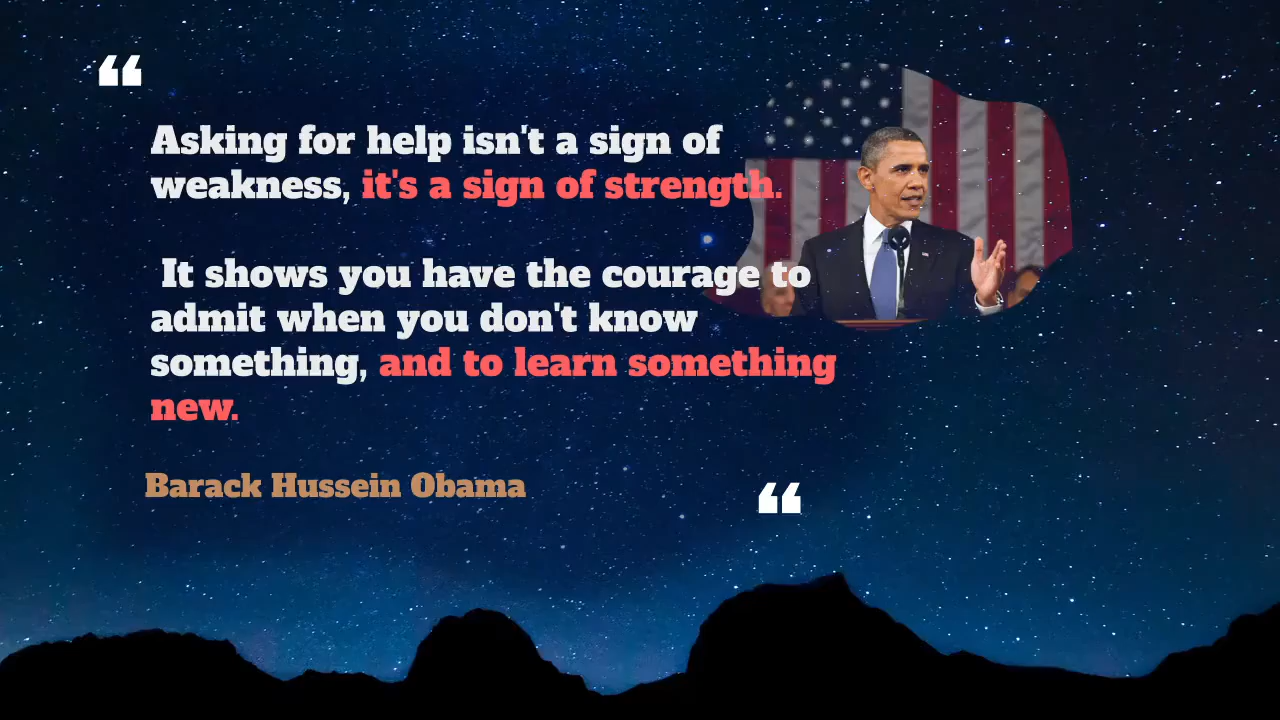 ❝
Asking for help isn't a sign of
weakness, it's a sign of strength.
It shows you have the courage to
admit when you don't know
something, and to learn something
new.
Barack Hussein Obama
❝